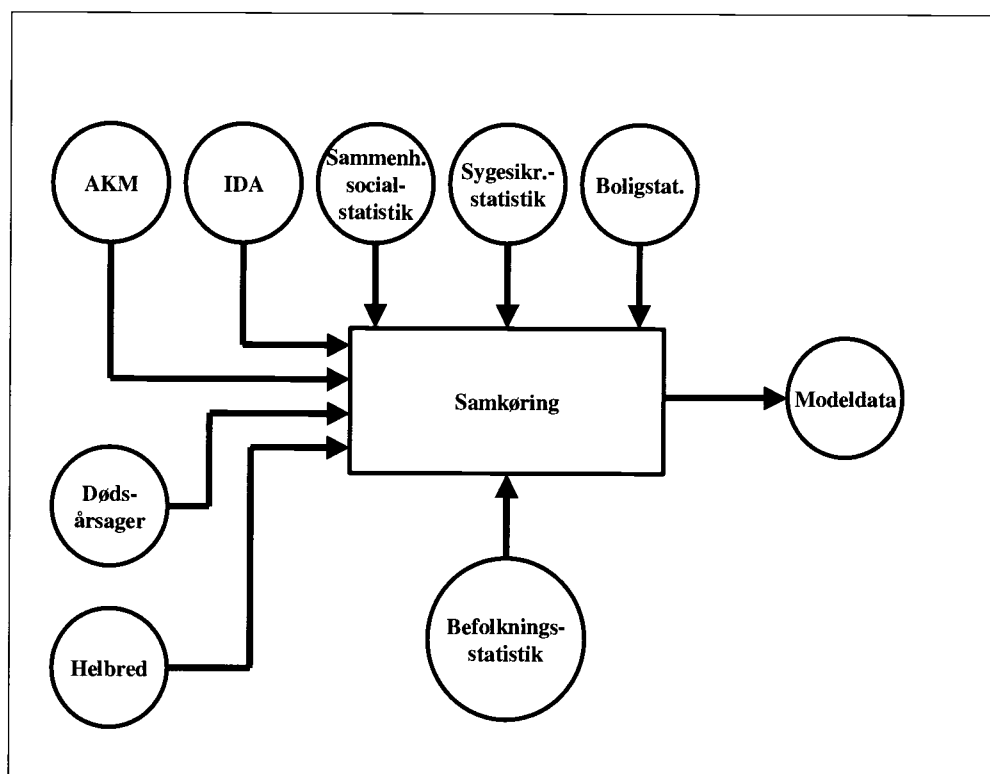 AKM
IDA
Sammenh.
social-
statistik
Sygesikr.-
statistik
Boligstat.
Samkøring
Modeldata
Døds-
årsager
Befolknings-
statistik
Helbred